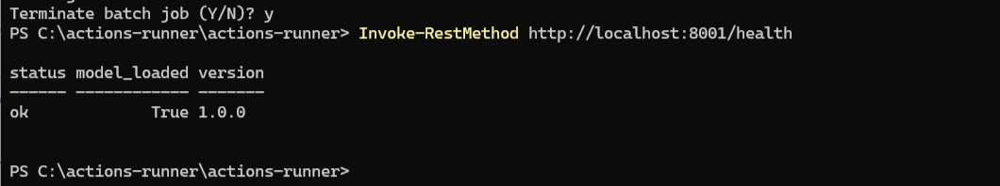 Terminate batch job (Y/N)? y
PS C:\actions-runner\actions-runner> Invoke-RestMethod http://localhost:8001/health
status model_loaded version
------ ------------ -------
ok True 1.0.0
PS C:\actions-runner\actions-runner>